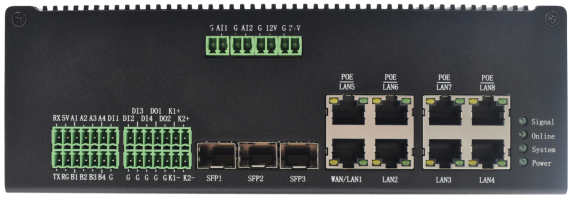 G AI1 G AI2 G 12V G 24V
POE POE POE POE
LAN5 LAN6 LAN7 LAN8
DI3 DO1 K1+
RX 5V A1 A2 A3 A4 DI1 DI2 DI4 DO2 K2+
Signal
Online
System
Power
TX RG B1 B2 B3 B4 G G G G G K1- K2-
SFP1 SFP2 SFP3 WAN/LAN1 LAN2 LAN3 LAN4